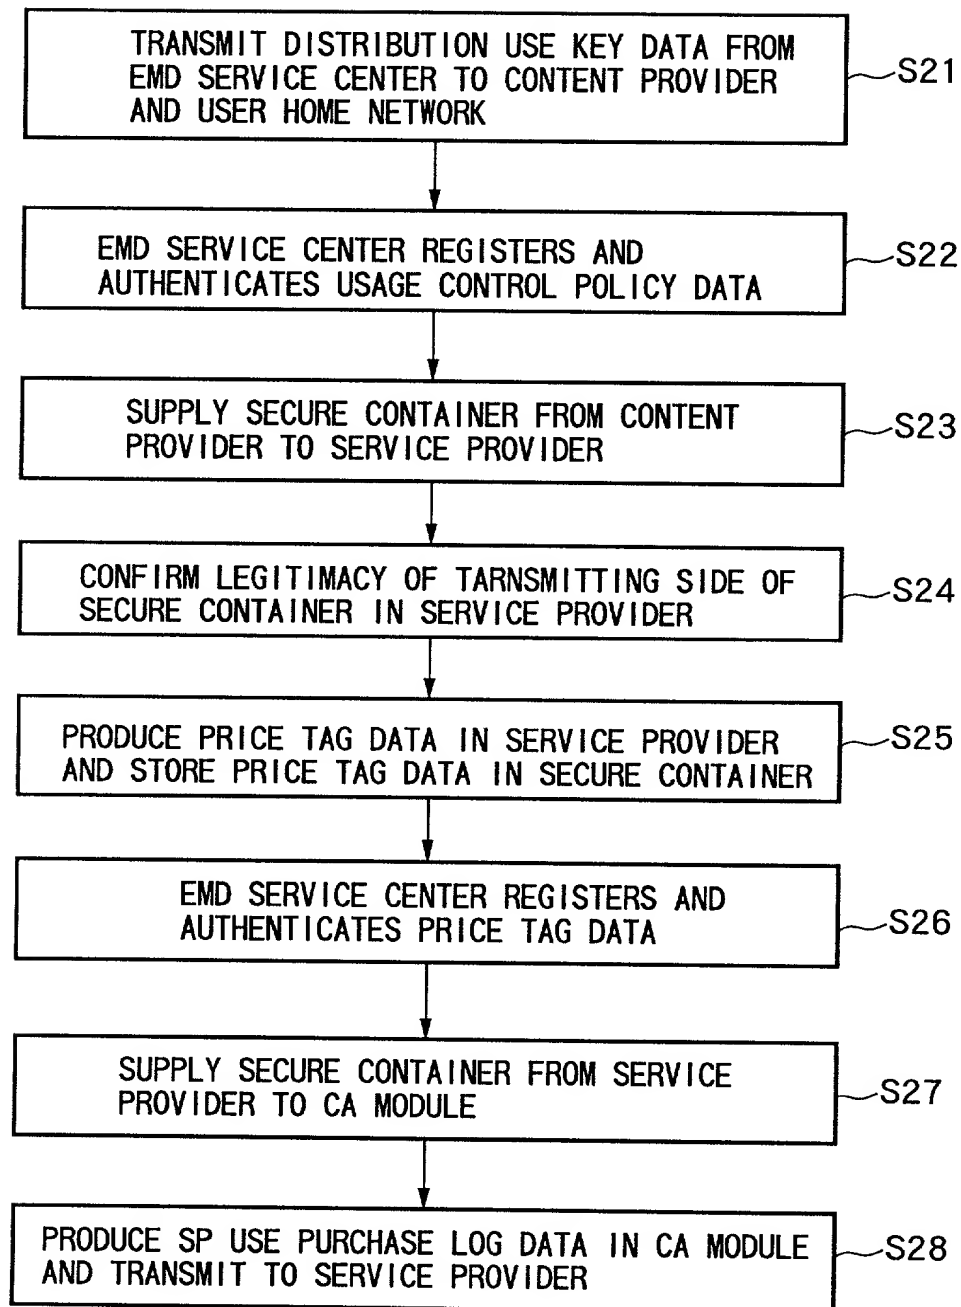 TRANSMIT DISTRIBUTION USE KEY DATA FROM
EMD SERVICE CENTER TO CONTENT PROVIDER
AND USER HOME NETWORK
S21
EMD SERVICE CENTER REGISTERS AND
AUTHENTICATES USAGE CONTROL POLICY DATA
S22
SUPPLY SECURE CONTAINER FROM CONTENT
PROVIDER TO SERVICE PROVIDER
S23
CONFIRM LEGITIMACY OF TARNSMITTING SIDE OF
SECURE CONTAINER IN SERVICE PROVIDER
S24
PRODUCE PRICE TAG DATA IN SERVICE PROVIDER
AND STORE PRICE TAG DATA IN SECURE CONTAINER
S25
EMD SERVICE CENTER REGISTERS AND
AUTHENTICATES PRICE TAG DATA
S26
SUPPLY SECURE CONTAINER FROM SERVICE
PROVIDER TO CA MODULE
S27
PRODUCE SP USE PURCHASE LOG DATA IN CA MODULE
AND TRANSMIT TO SERVICE PROVIDER
S28